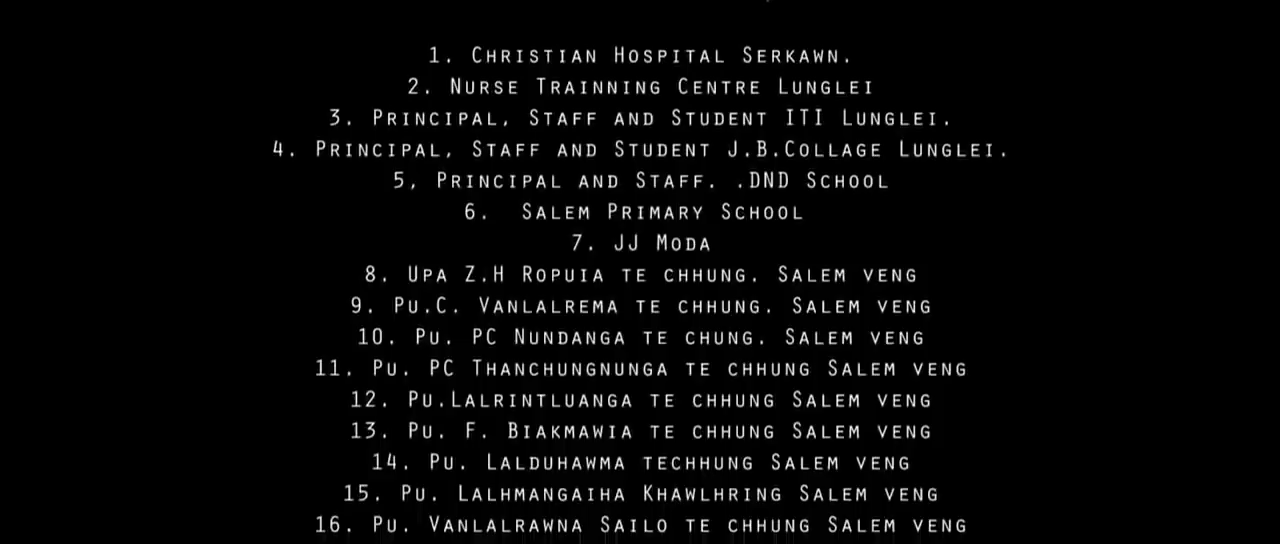 1. Christian Hospital Serkawn.
2. Nurse Trainning Centre Lunglei
3. Principal, Staff and Student ITI Lunglei.
4. Principal, Staff and Student J.B.Collage Lunglei.
5, Principal and Staff. .DND School
6. Salem Primary School
7. JJ Moda
8. Upa Z.H Ropuia te chhung. Salem veng
9. Pu.C. Vanlalrema te chhung. Salem veng
10. Pu. PC Nundanga te chung. Salem veng
11. Pu. PC Thanchungnunga te chhung Salem veng
12. Pu.Lalrintluanga te chhung Salem veng
13. Pu. F. Biakmawia te chhung Salem veng
14. Pu. Lalduhawma techhung Salem veng
15. Pu. Lalhmangaiha Khawlhring Salem veng
16. Pu. Vanlalrawna Sailo te chhung Salem veng